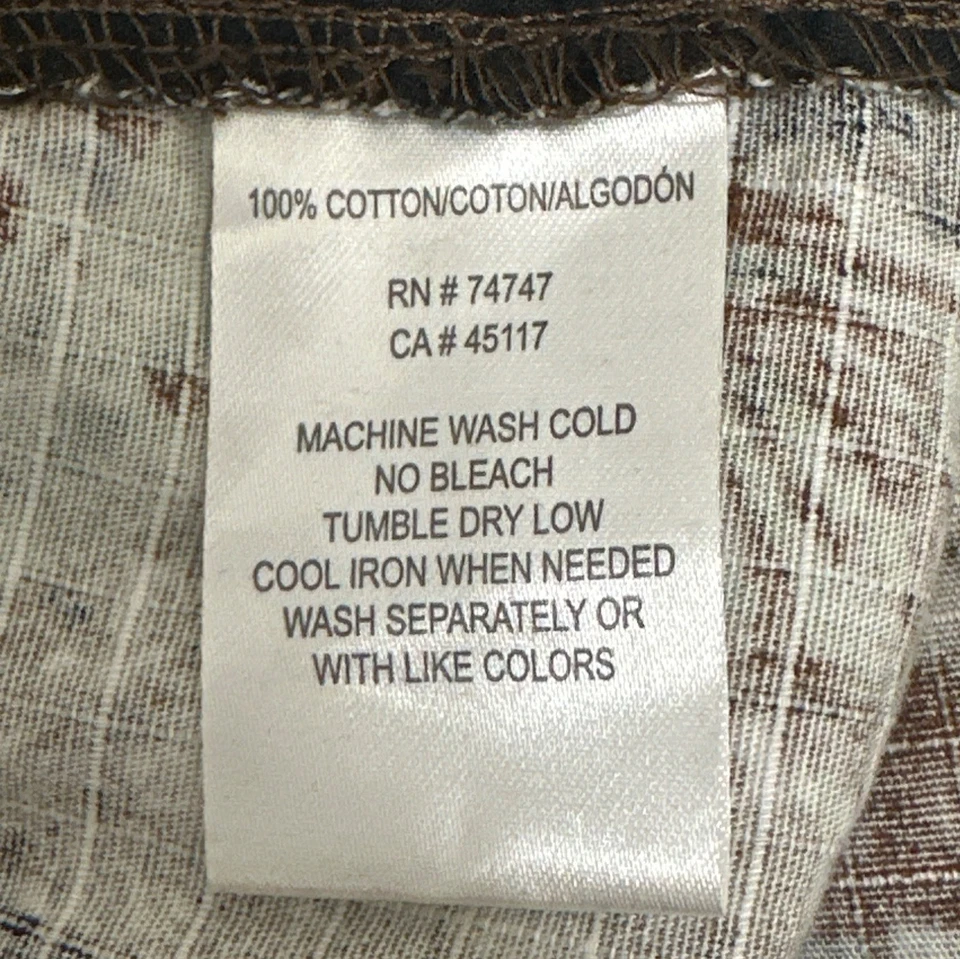 100% COTTON/COTON/ALGODÓN
RN # 74747
CA # 45117
MACHINE WASH COLD
NO BLEACH
TUMBLE DRY LOW
COOL IRON WHEN NEEDED
WASH SEPARATELY OR
WITH LIKE COLORS